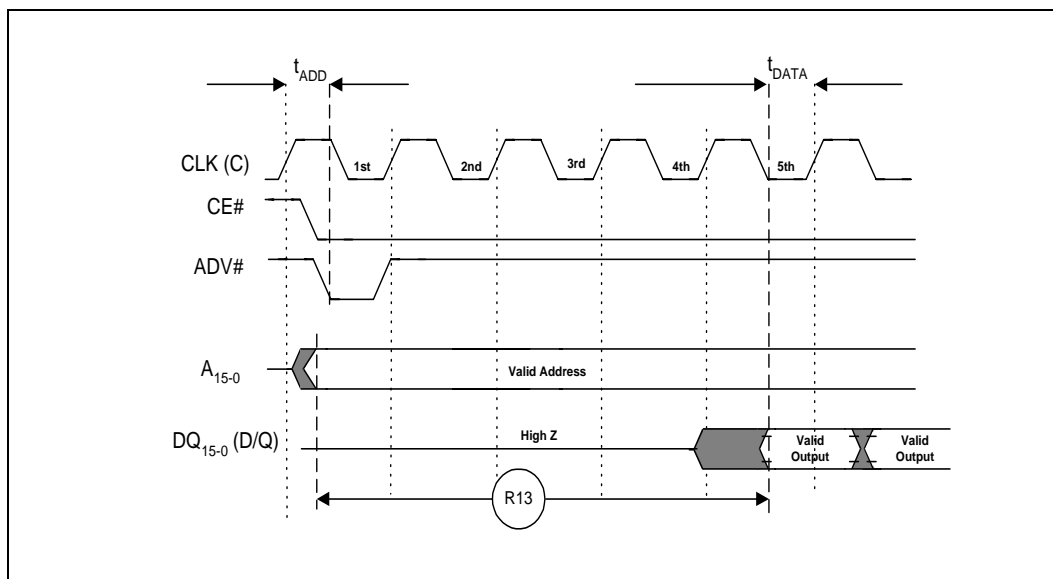 tADD
tDATA
CLK (C)
1st 2nd 3rd 4th 5th
CE#
ADV#
A15-0
Valid Address
DQ15-0 (D/Q)
High Z
Valid Output
Valid Output
R13